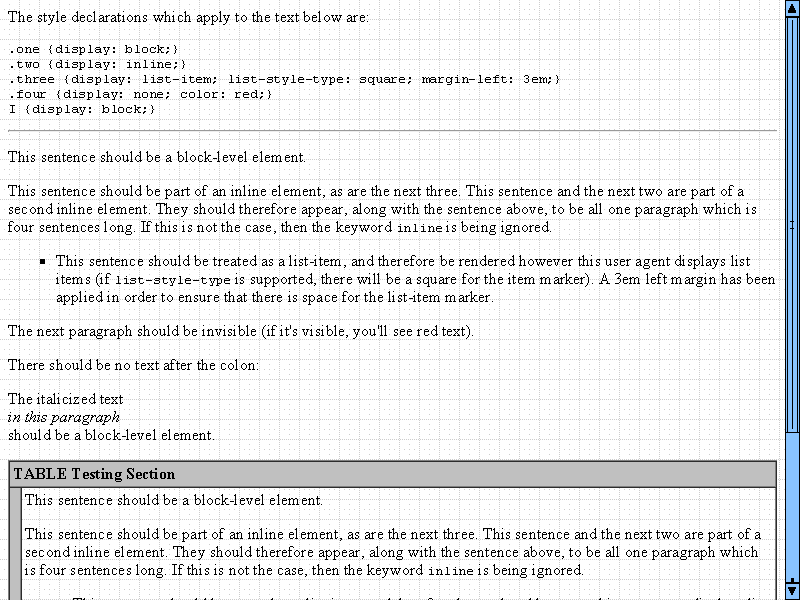 The style declarations which apply to the text below are:
.one {display: block;}
.two {display: inline;}
.three {display: list-item; list-style-type: square; margin-left: 3em;}
.four {display: none; color: red;}
I {display: block;}
This sentence should be a block-level element.
This sentence should be part of an inline element, as are the next three. This sentence and the next two are part of a
second inline element. They should therefore appear, along with the sentence above, to be all one paragraph which is
four sentences long. If this is not the case, then the keyword inline is being ignored.
This sentence should be treated as a list-item, and therefore be rendered however this user agent displays list
items (if list-style-type is supported, there will be a square for the item marker). A 3em left margin has been
applied in order to ensure that there is space for the list-item marker.
The next paragraph should be invisible (if it's visible, you'll see red text).
There should be no text after the colon:
The italicized text
in this paragraph
should be a block-level element.
TABLE Testing Section
This sentence should be a block-level element.
This sentence should be part of an inline element, as are the next three. This sentence and the next two are part of a
second inline element. They should therefore appear, along with the sentence above, to be all one paragraph which
is four sentences long. If this is not the case, then the keyword inline is being ignored.